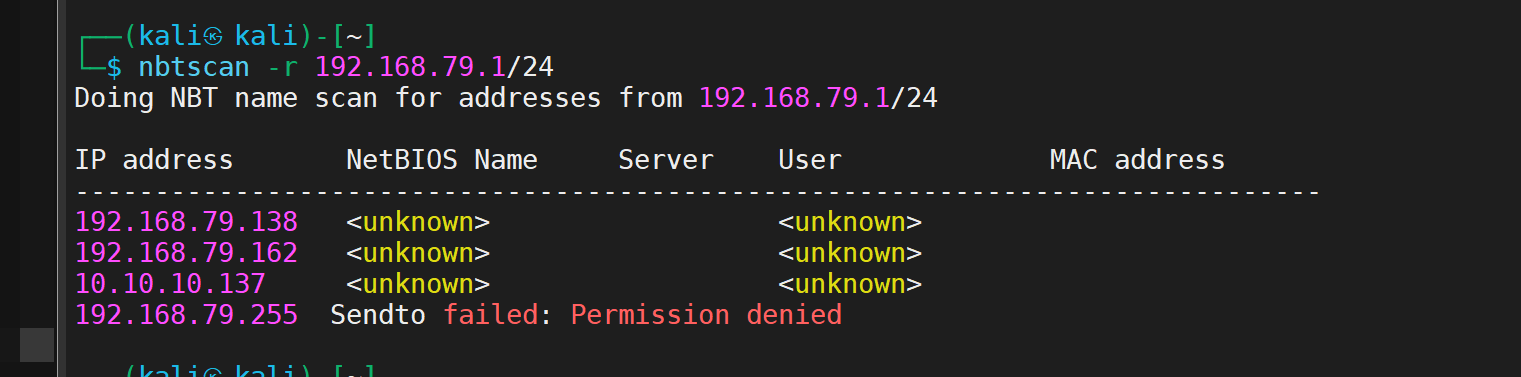 ┌──(kali㉿ kali)-[~]
└─$ nbtscan -r 192.168.79.1/24
Doing NBT name scan for addresses from 192.168.79.1/24
IP address       NetBIOS Name     Server    User             MAC address
------------------------------------------------------------------------------
192.168.79.138   <unknown>                  <unknown>
192.168.79.162   <unknown>                  <unknown>
10.10.10.137     <unknown>                  <unknown>
192.168.79.255  Sendto failed: Permission denied
(kali㉿ kali)-[~]